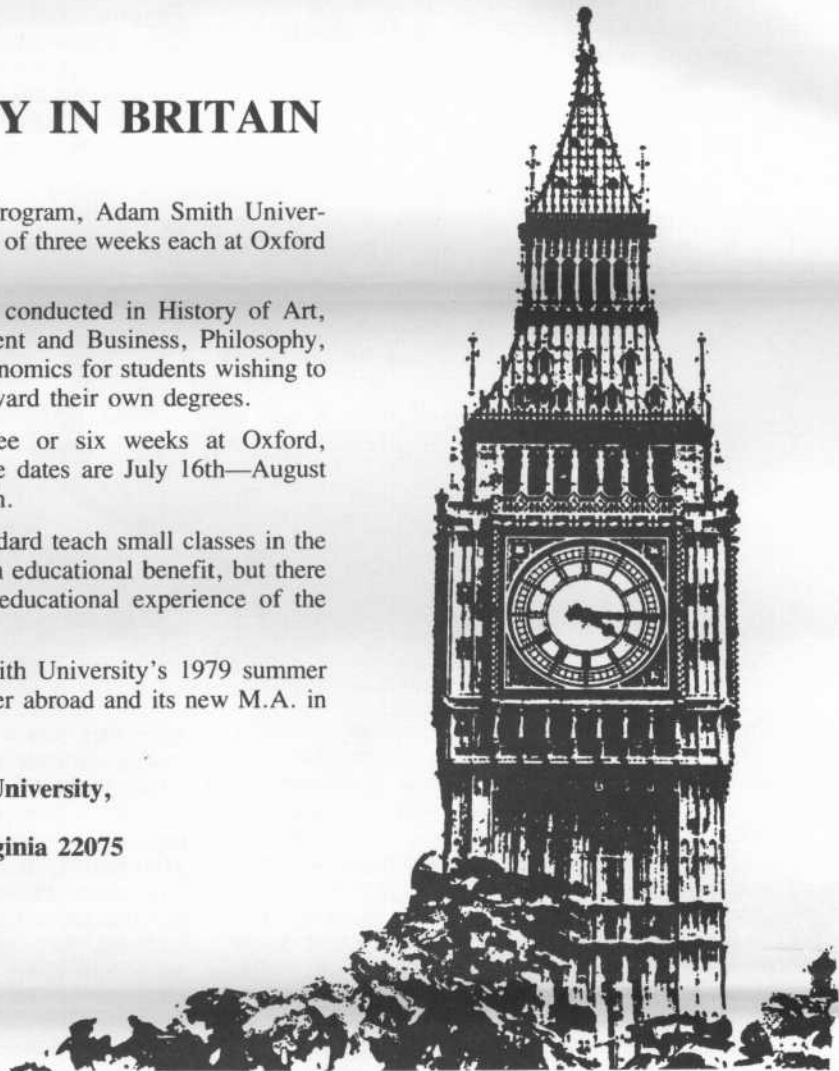 Y IN BRITAIN
rogram, Adam Smith Univer-
of three weeks each at Oxford
conducted in History of Art,
ent and Business, Philosophy,
nomics for students wishing to
ward their own degrees.
ee or six weeks at Oxford,
e dates are July 16th—August
n.
dard teach small classes in the
n educational benefit, but there
educational experience of the
ith University's 1979 summer
er abroad and its new M.A. in
University,
ginia 22075